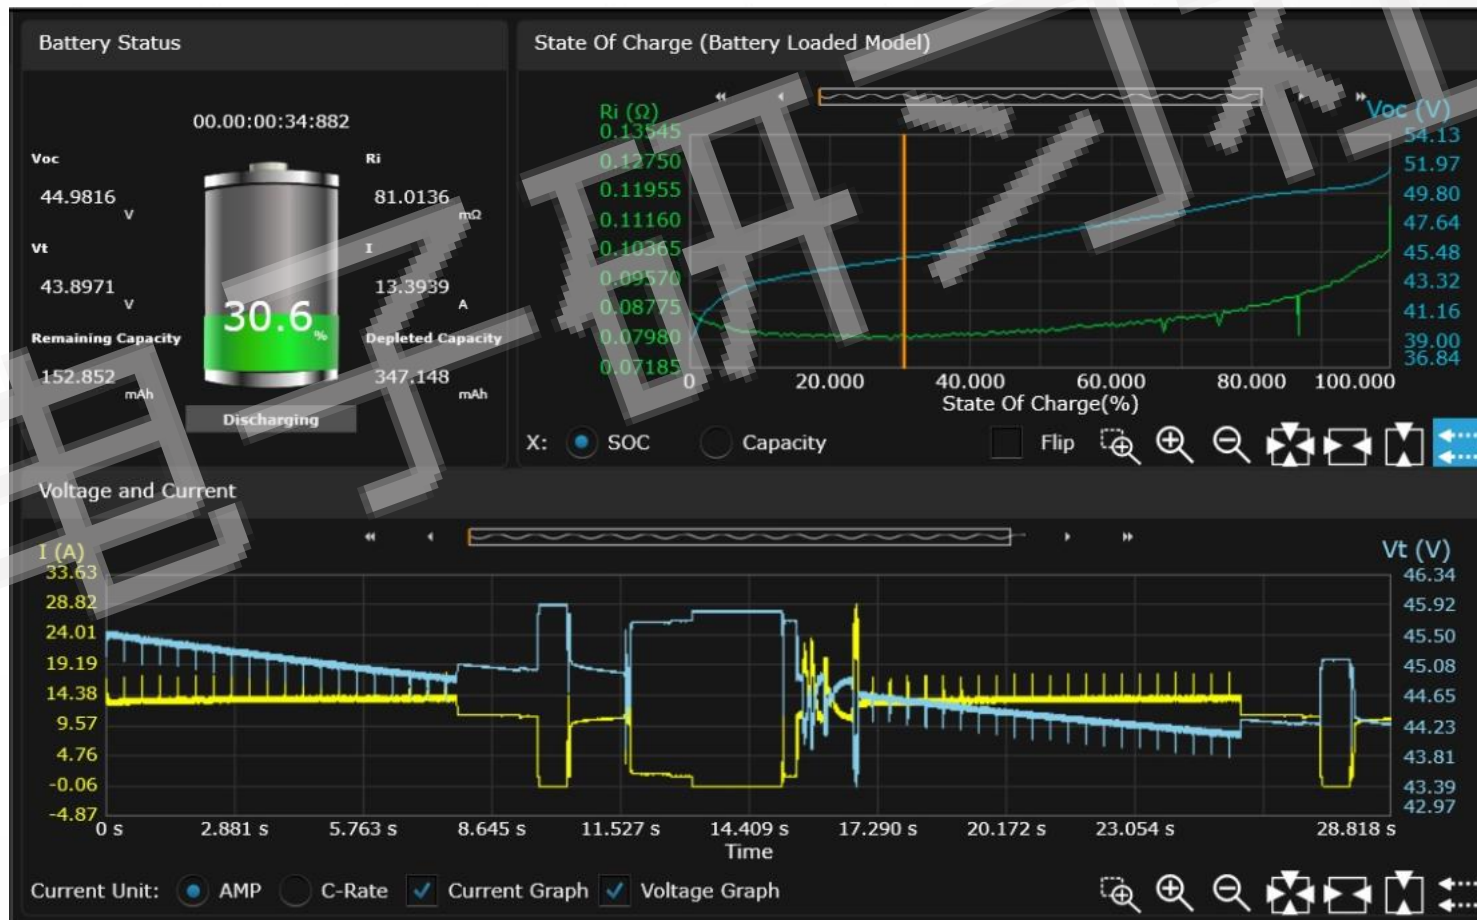 Battery Status
00.00:00:34:882
Voc
44.9816 V
Ri
81.0136 mΩ
Vt
43.8971 V
I
13.3939 A
30.6 %
Remaining Capacity
152.852 mAh
Depleted Capacity
347.148 mAh
Discharging
State Of Charge (Battery Loaded Model)
Ri (Ω)
0.13545
0.12750
0.11955
0.11160
0.10365
0.09570
0.08775
0.07980
0.07185
Voc (V)
54.13
51.97
49.80
47.64
45.48
43.32
41.16
39.00
36.84
0 20.000 40.000 60.000 80.000 100.000
State Of Charge(%)
X: SOC Capacity Flip
Voltage and Current
I (A)
33.63
28.82
24.01
19.19
14.38
9.57
4.76
-0.06
-4.87
Vt (V)
46.34
45.92
45.50
45.08
44.65
44.23
43.81
43.39
42.97
0 s 2.881 s 5.763 s 8.645 s 11.527 s 14.409 s 17.290 s 20.172 s 23.054 s 28.818 s
Time
Current Unit: AMP C-Rate Current Graph Voltage Graph